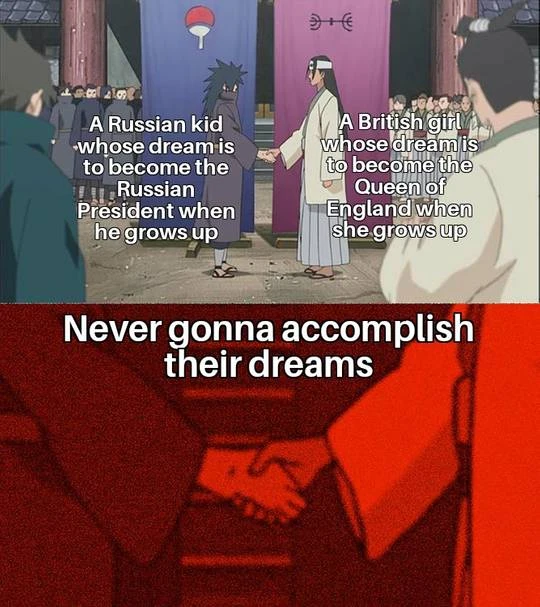 A Russian kid
whose dream is
to become the
Russian
President when
he grows up
A British girl
whose dream is
to become the
Queen of
England when
she grows up
Never gonna accomplish
their dreams